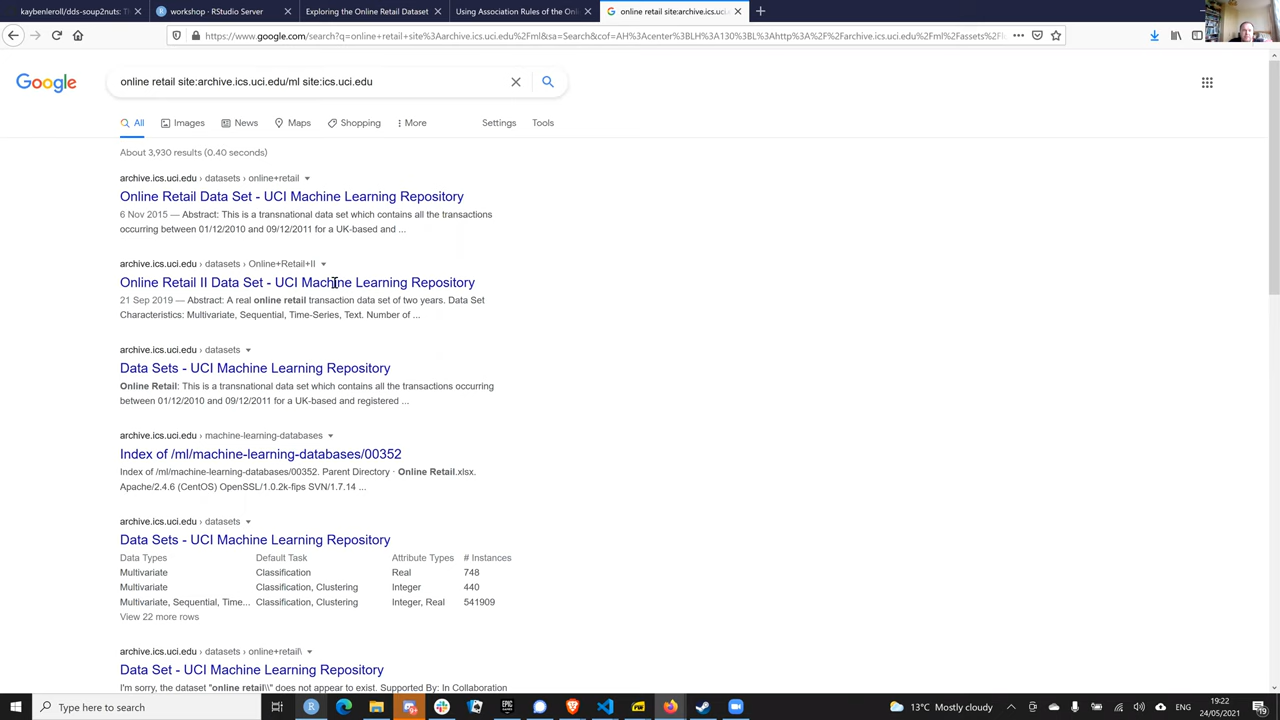 kaybenleroll/dds-soup2nuts:
workshop - RStudio Server
Exploring the Online Retail Dataset
Using Association Rules of the On
online retail site:archive.ics.uci
https://www.google.com/search?q=online+retail+site%3Aarchive.ics.uci.edu%2Fml&sa=Search&cof=AH%3Acenter%3BLH%3A130%3BL%3Ahttp%3A%2F%2Farchive.ics.uci.edu%2Fml%2Fassets%2F
Google
online retail site:archive.ics.uci.edu/ml site:ics.uci.edu
All
Images
News
Maps
Shopping
More
Settings
Tools
About 3,930 results (0.40 seconds)
archive.ics.uci.edu › datasets › online+retail
Online Retail Data Set - UCI Machine Learning Repository
6 Nov 2015 — Abstract: This is a transnational data set which contains all the transactions
occurring between 01/12/2010 and 09/12/2011 for a UK-based and ...
archive.ics.uci.edu › datasets › Online+Retail+II
Online Retail II Data Set - UCI Machine Learning Repository
21 Sep 2019 — Abstract: A real online retail transaction data set of two years. Data Set
Characteristics: Multivariate, Sequential, Time-Series, Text. Number of ...
archive.ics.uci.edu › datasets
Data Sets - UCI Machine Learning Repository
Online Retail: This is a transnational data set which contains all the transactions occurring
between 01/12/2010 and 09/12/2011 for a UK-based and registered ...
archive.ics.uci.edu › machine-learning-databases
Index of /ml/machine-learning-databases/00352
Index of /ml/machine-learning-databases/00352. Parent Directory · Online Retail.xlsx.
Apache/2.4.6 (CentOS) OpenSSL/1.0.2k-fips SVN/1.7.14 ...
archive.ics.uci.edu › datasets
Data Sets - UCI Machine Learning Repository
Data Types Default Task Attribute Types # Instances
Multivariate Classification Real 748
Multivariate Classification, Clustering Integer 440
Multivariate, Sequential, Time... Classification, Clustering Integer, Real 541909
View 22 more rows
archive.ics.uci.edu › datasets › online+retail\
Data Set - UCI Machine Learning Repository
I'm sorry, the dataset "online retail\\" does not appear to exist. Supported By: In Collaboration
Type here to search
13°C Mostly cloudy
ENG
19:22
24/05/2021
19